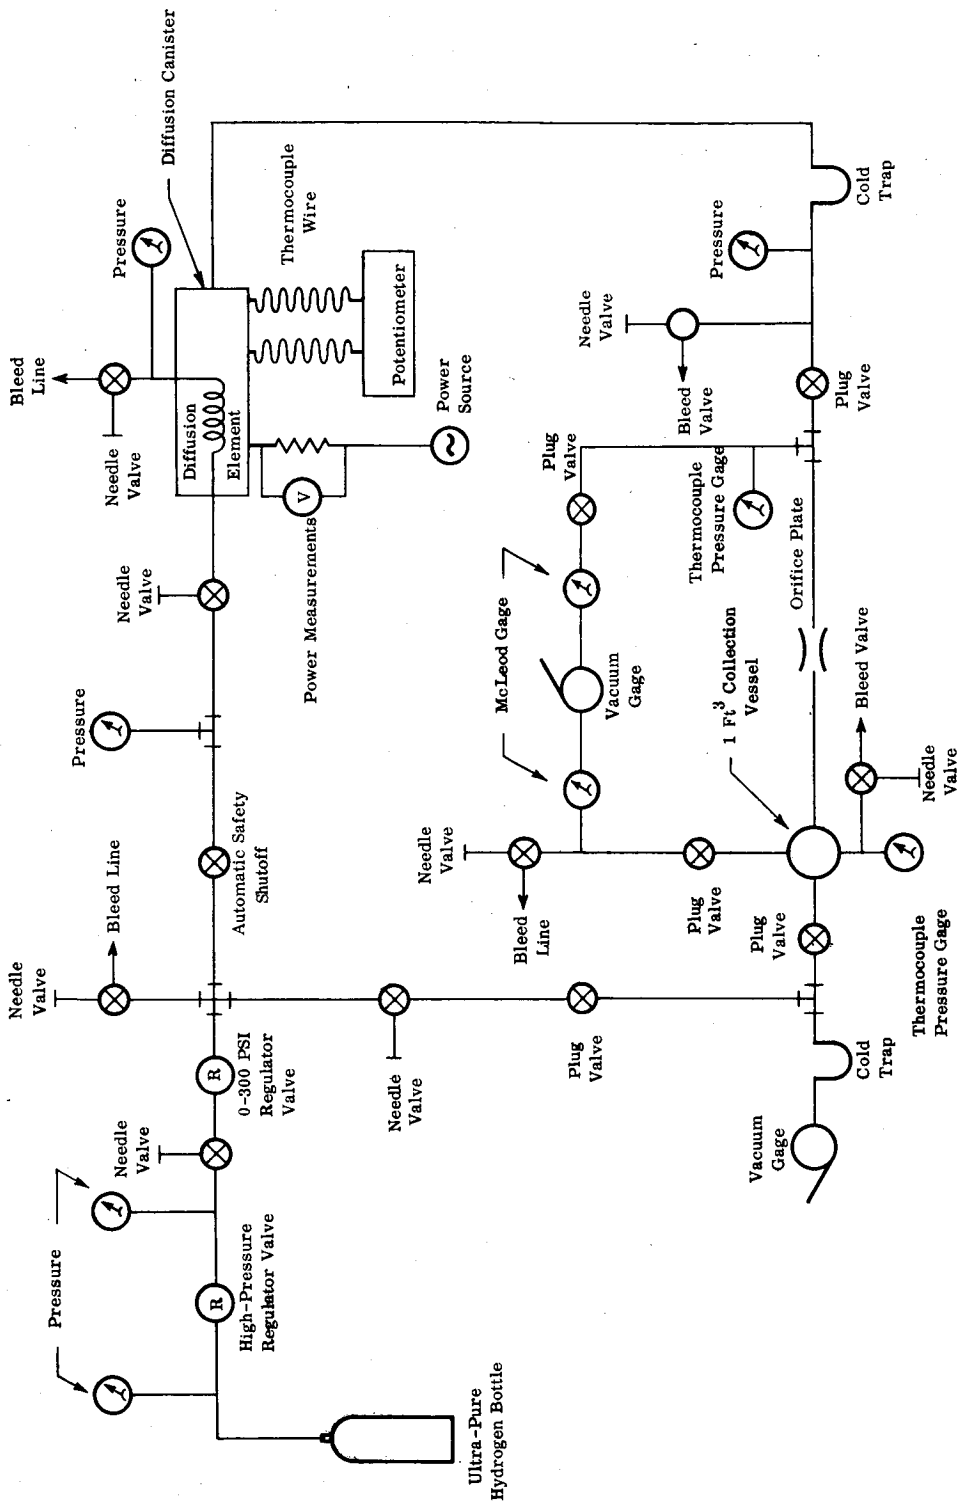 Ultra-Pure
Hydrogen Bottle
Pressure
High-Pressure
Regulator Valve
Needle
Valve
0-300 PSI
Regulator
Valve
Needle
Valve
Bleed Line
Automatic Safety
Shutoff
Pressure
Needle
Valve
Needle
Valve
Bleed
Line
Pressure
Diffusion Canister
Diffusion
Element
Thermocouple
Wire
Potentiometer
Power
Source
V
Power Measurements
R
R
Needle
Valve
Plug
Valve
Vacuum
Gage
Cold
Trap
Thermocouple
Pressure Gage
Plug
Valve
Plug
Valve
Needle
Valve
Bleed
Line
McLeod Gage
Vacuum
Gage
1 Ft3 Collection
Vessel
Bleed Valve
Needle
Valve
Orifice Plate
Plug
Valve
Thermocouple
Pressure Gage
Plug
Valve
Bleed
Valve
Needle
Valve
Pressure
Cold
Trap